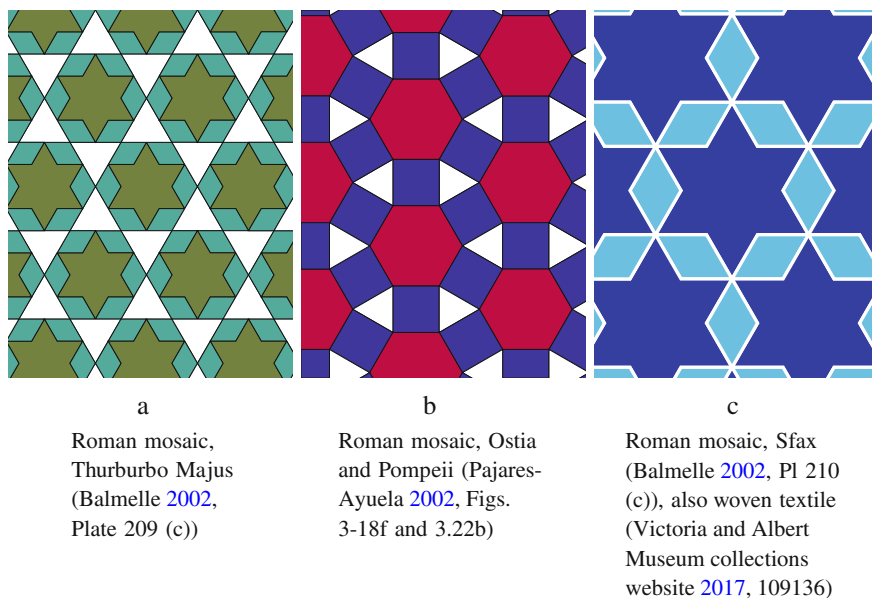 a
Roman mosaic,
Thurburbo Majus
(Balmelle 2002,
Plate 209 (c))
b
Roman mosaic, Ostia
and Pompeii (Pajares-
Ayuela 2002, Figs.
3-18f and 3.22b)
c
Roman mosaic, Sfax
(Balmelle 2002, Pl 210
(c)), also woven textile
(Victoria and Albert
Museum collections
website 2017, 109136)